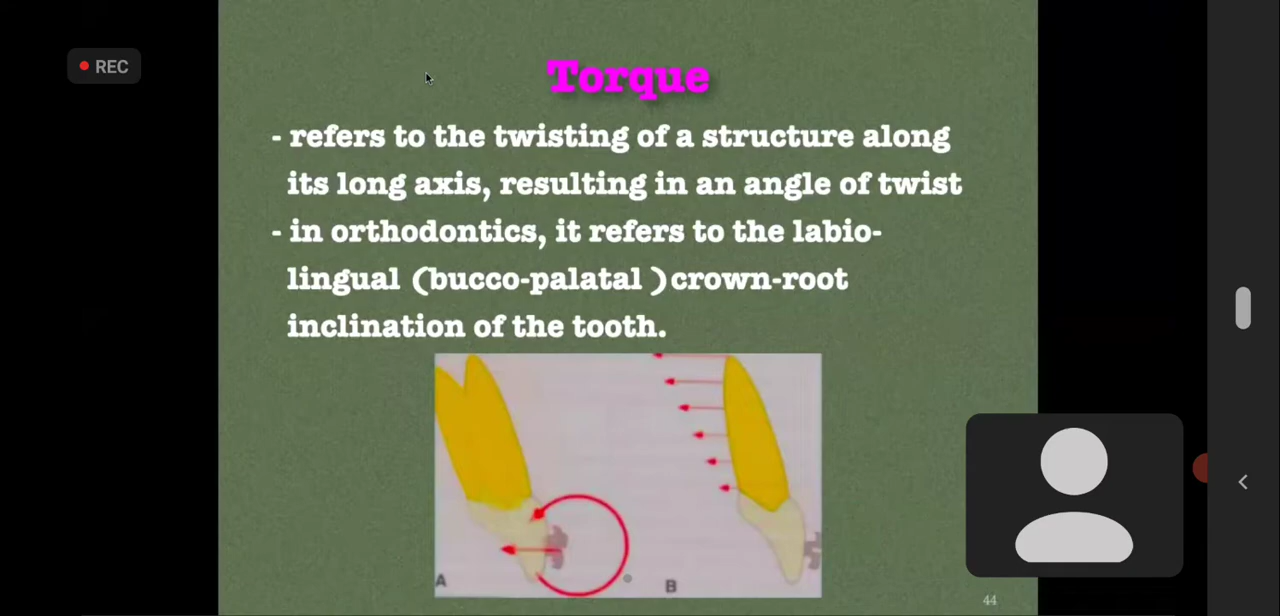 REC
Torque
- refers to the twisting of a structure along
its long axis, resulting in an angle of twist
- in orthodontics, it refers to the labio-
lingual (bucco-palatal )crown-root
inclination of the tooth.
A
B
44